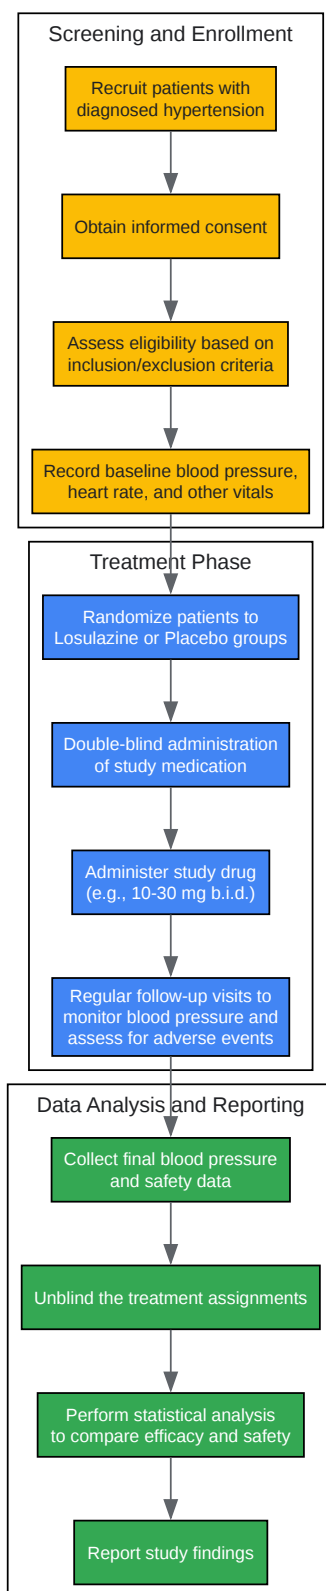 Screening and Enrollment
Recruit patients with
diagnosed hypertension
Obtain informed consent
Assess eligibility based on
inclusion/exclusion criteria
Record baseline blood pressure,
heart rate, and other vitals
Treatment Phase
Randomize patients to
Losulazine or Placebo groups
Double-blind administration
of study medication
Administer study drug
(e.g., 10-30 mg b.i.d.)
Regular follow-up visits to
monitor blood pressure and
assess for adverse events
Data Analysis and Reporting
Collect final blood pressure
and safety data
Unblind the treatment assignments
Perform statistical analysis
to compare efficacy and safety
Report study findings